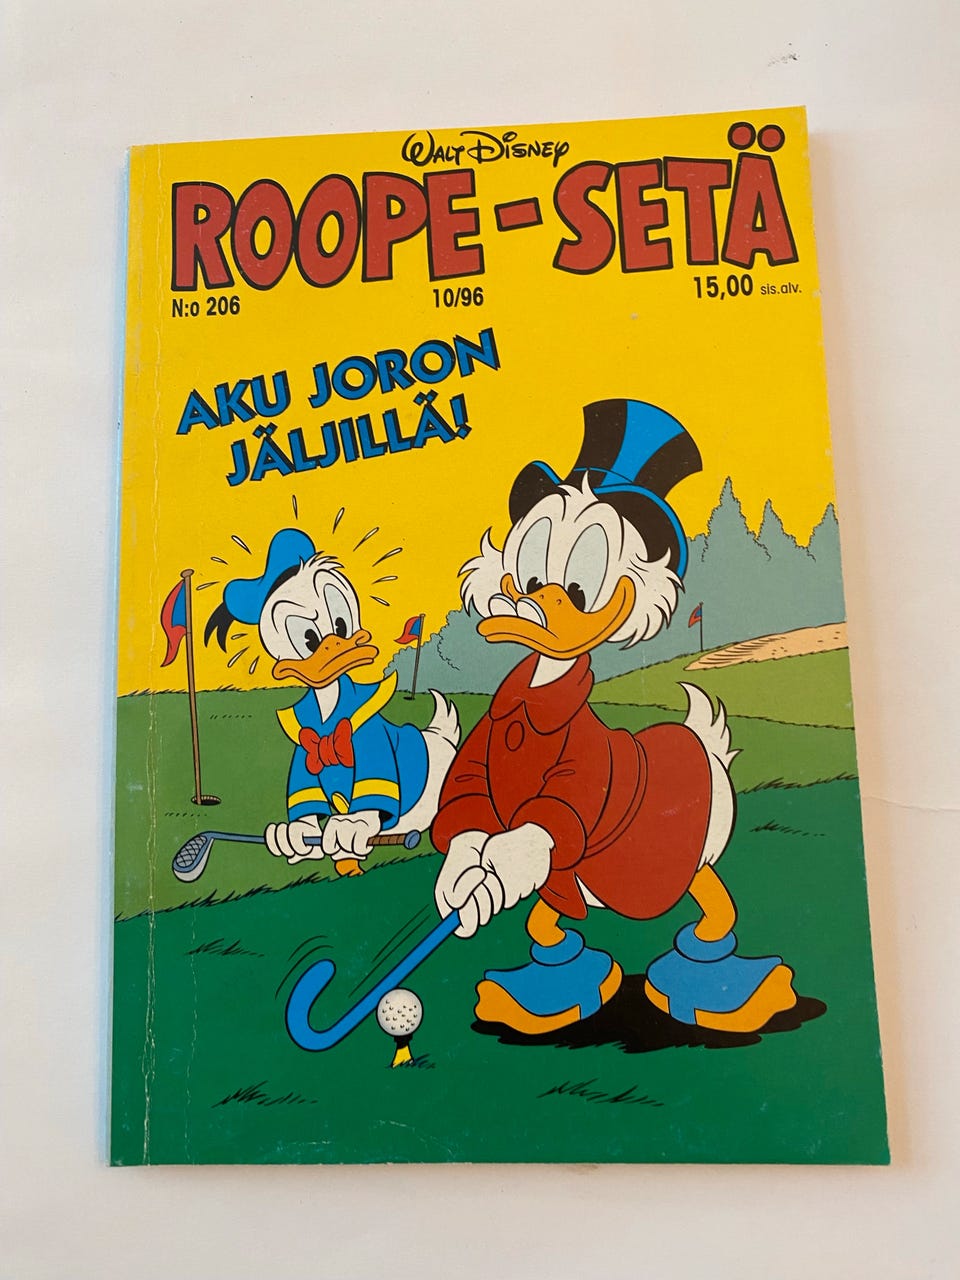 Walt Disney
ROOPE-SETÄ
N:o 206 10/96 15,00 sis.alv.
AKU JORON
JÄLJILLÄ!